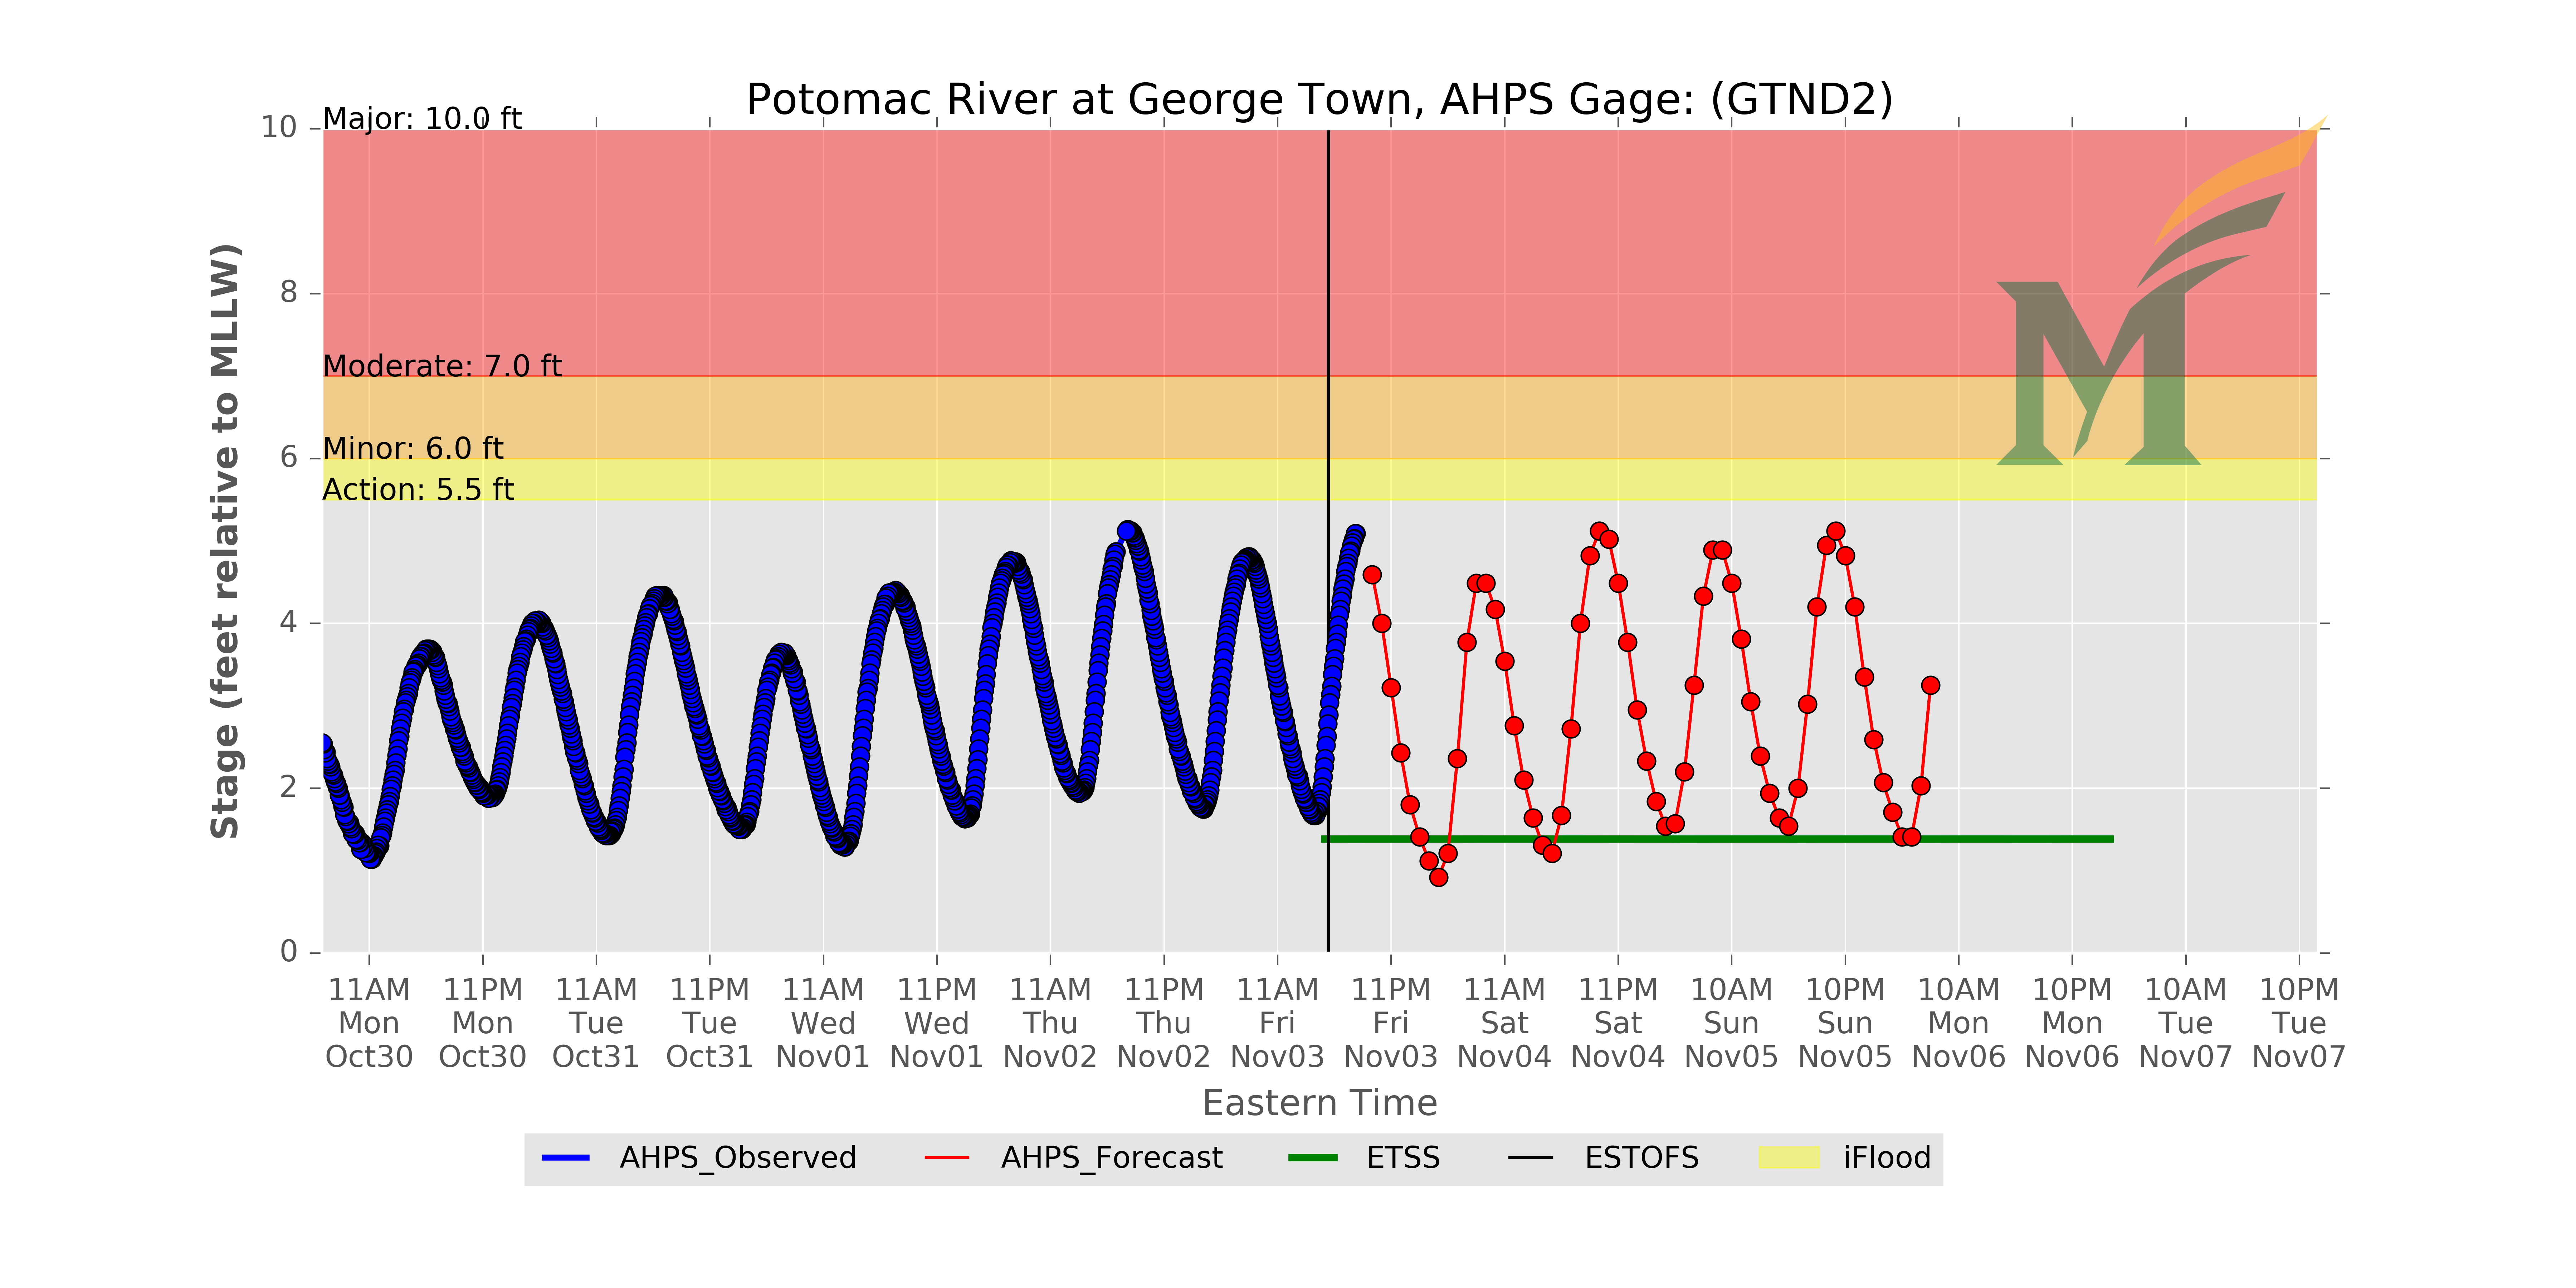 Potomac River at George Town, AHPS Gage: (GTND2)
Major: 10.0 ft
Moderate: 7.0 ft
Minor: 6.0 ft
Action: 5.5 ft
10
8
6
4
2
0
Stage (feet relative to MLLW)
11AM 11PM 11AM 11PM 11AM 11PM 11AM 11PM 11AM 11PM 11AM 11PM 10AM 10PM 10AM 10PM 10AM 10PM
Mon Mon Tue Tue Wed Wed Thu Thu Fri Fri Sat Sat Sun Sun Mon Mon Tue Tue
Oct30 Oct30 Oct31 Oct31 Nov01 Nov01 Nov02 Nov02 Nov03 Nov03 Nov04 Nov04 Nov05 Nov05 Nov06 Nov06 Nov07 Nov07
Eastern Time
AHPS_Observed AHPS_Forecast ETSS ESTOFS iFlood
M